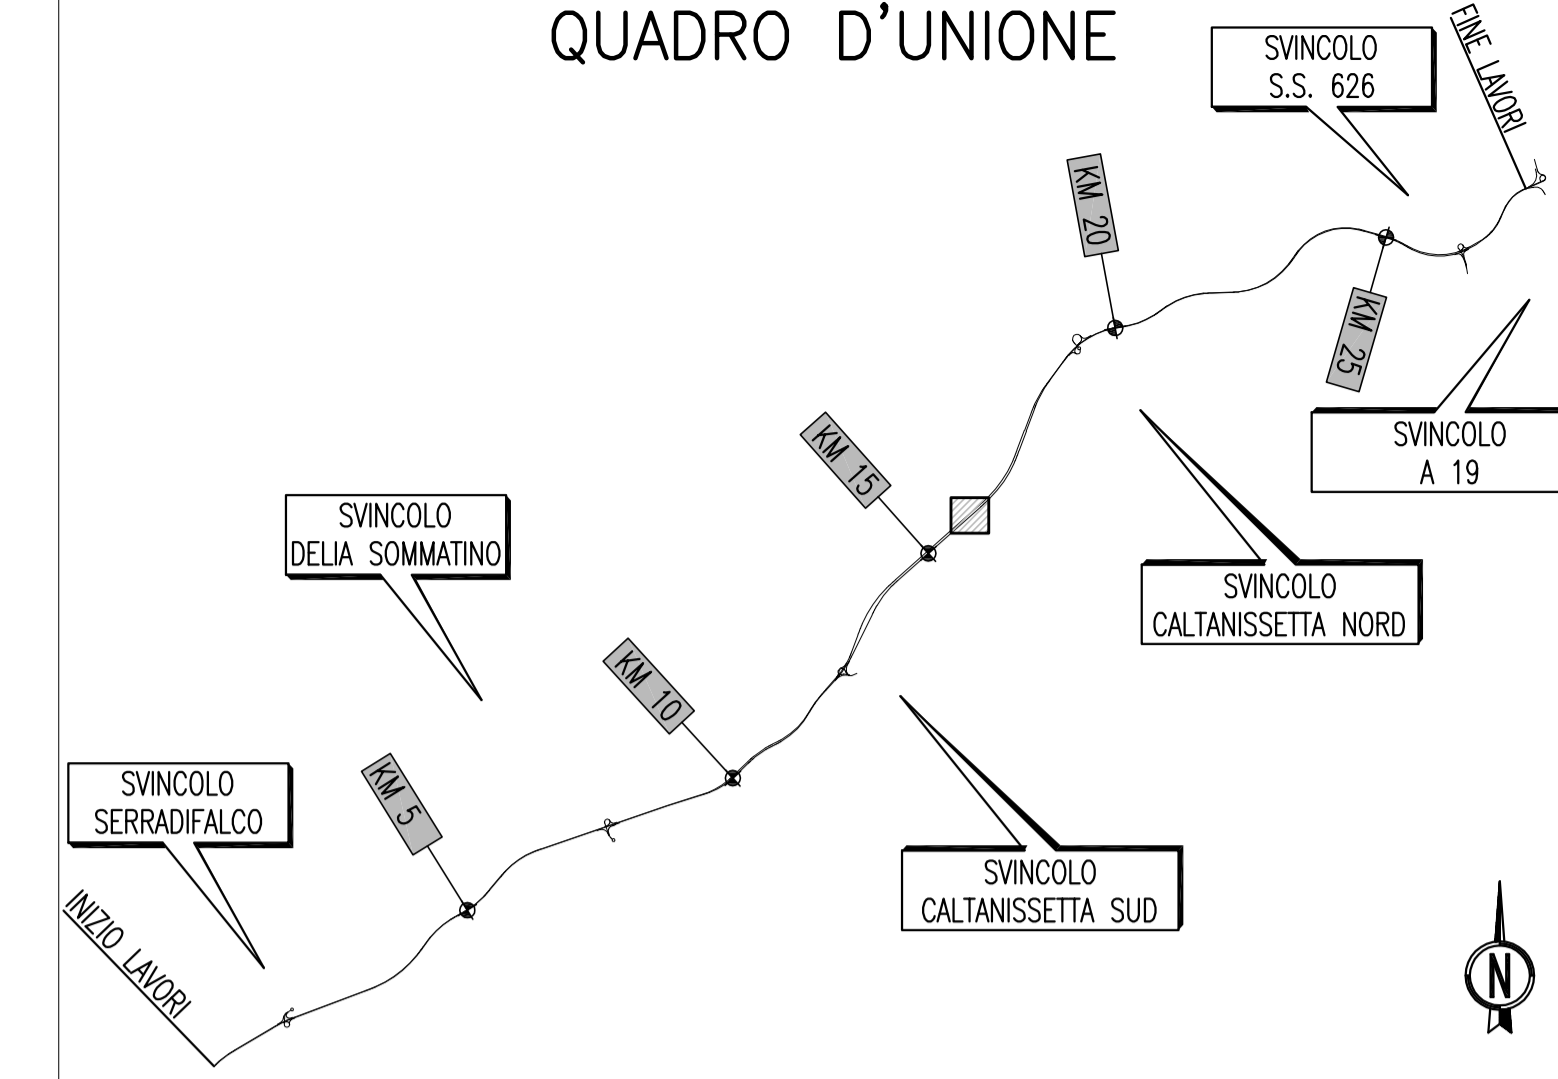 QUADRO D'UNIONE
SVINCOLO
S.S. 626
FINE LAVORI
KM 20
KM 25
SVINCOLO
A 19
KM 15
SVINCOLO
DELIA SOMMATINO
SVINCOLO
CALTANISSETTA NORD
KM 10
KM 5
SVINCOLO
SERRADIFALCO
SVINCOLO
CALTANISSETTA SUD
INIZIO LAVORI
N